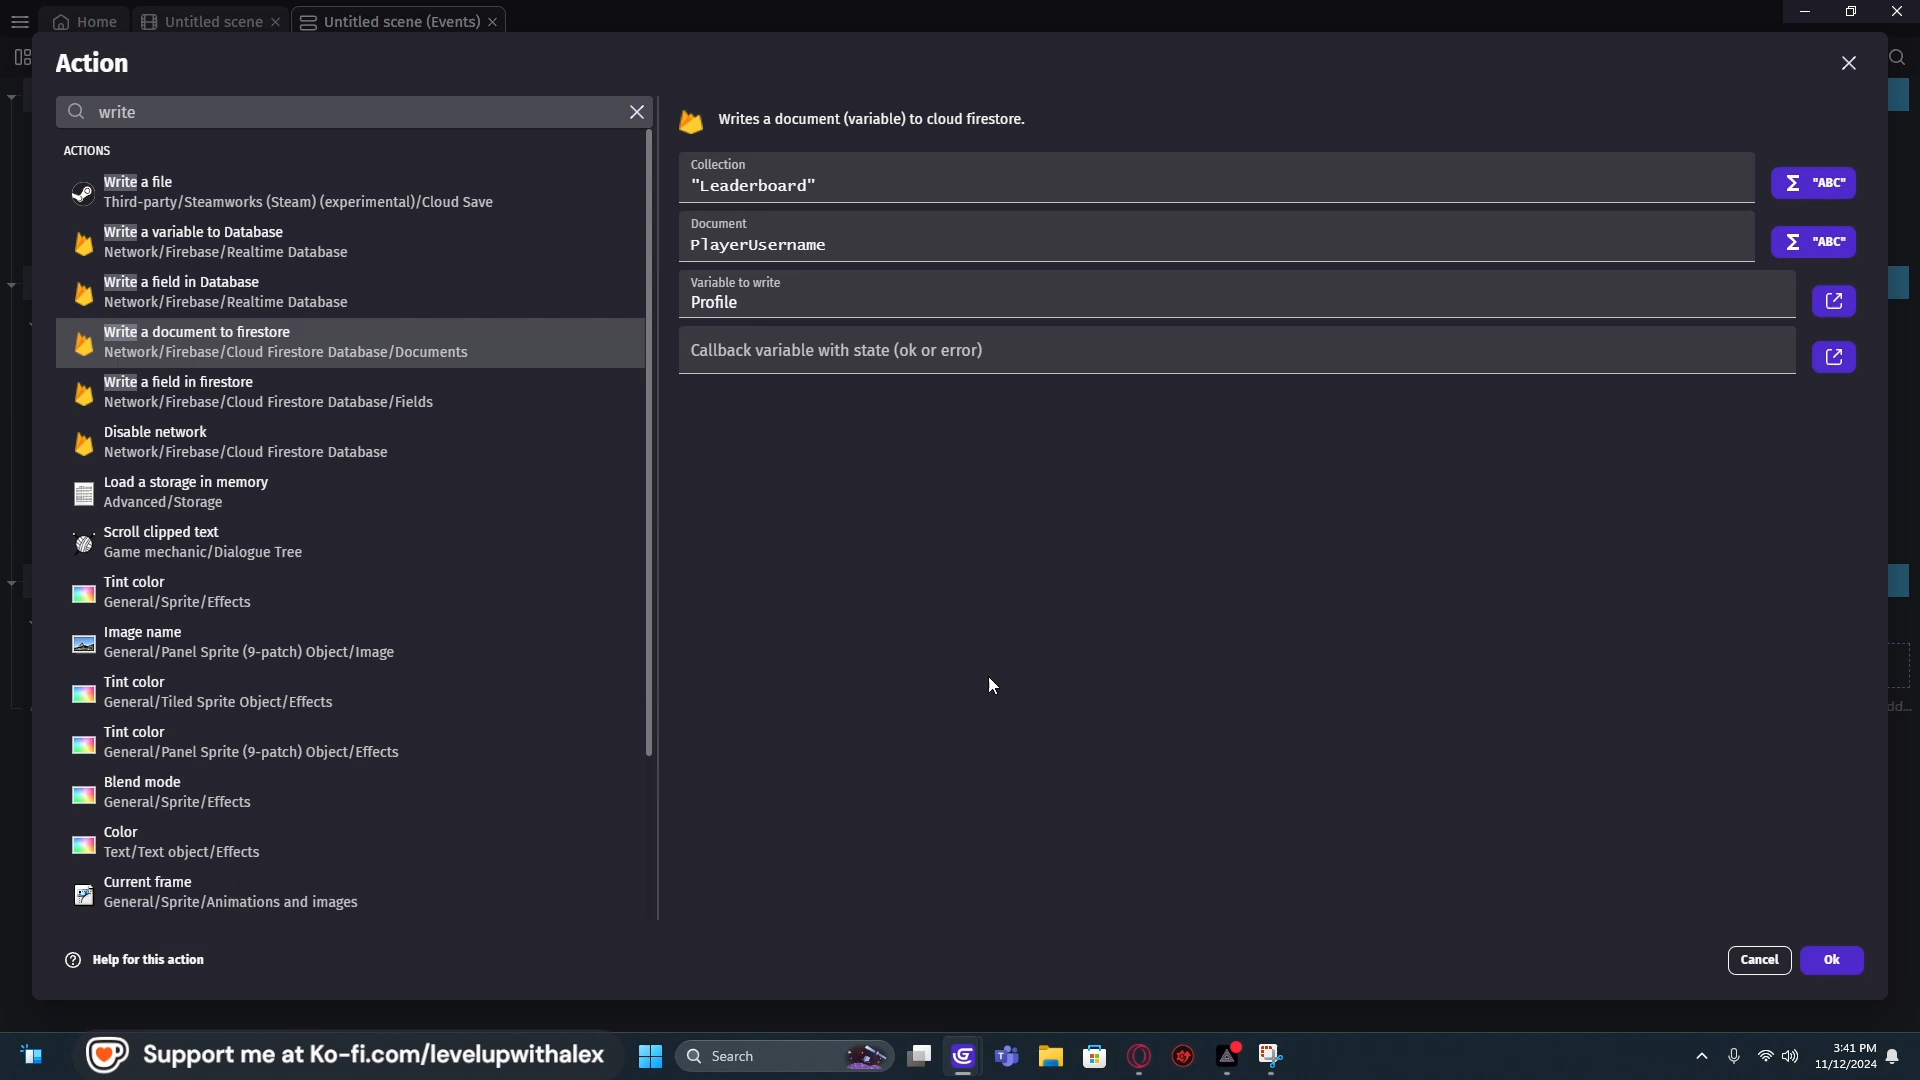 Home
Untitled scene
Untitled scene (Events)
Action
write
ACTIONS
Write a file
Third-party/Steamworks (Steam) (experimental)/Cloud Save
Write a variable to Database
Network/Firebase/Realtime Database
Write a field in Database
Network/Firebase/Realtime Database
Write a document to firestore
Network/Firebase/Cloud Firestore Database/Documents
Write a field in firestore
Network/Firebase/Cloud Firestore Database/Fields
Disable network
Network/Firebase/Cloud Firestore Database
Load a storage in memory
Advanced/Storage
Scroll clipped text
Game mechanic/Dialogue Tree
Tint color
General/Sprite/Effects
Image name
General/Panel Sprite (9-patch) Object/Image
Tint color
General/Tiled Sprite Object/Effects
Tint color
General/Panel Sprite (9-patch) Object/Effects
Blend mode
General/Sprite/Effects
Color
Text/Text object/Effects
Current frame
General/Sprite/Animations and images
Writes a document (variable) to cloud firestore.
Collection
"Leaderboard"
Σ "ABC"
Document
PlayerUsername
Σ "ABC"
Variable to write
Profile
Callback variable with state (ok or error)
dd...
Help for this action
Cancel
Ok
Support me at Ko-fi.com/levelupwithalex
Search
3:41 PM
11/12/2024